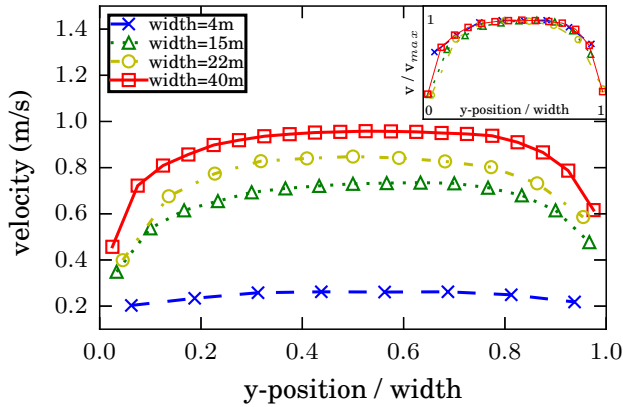 width=4m
width=15m
width=22m
width=40m
1
v / v_max
0
y-position / width
1
1.4
1.2
1.0
0.8
0.6
0.4
0.2
velocity (m/s)
0.0
0.2
0.4
0.6
0.8
1.0
y-position / width